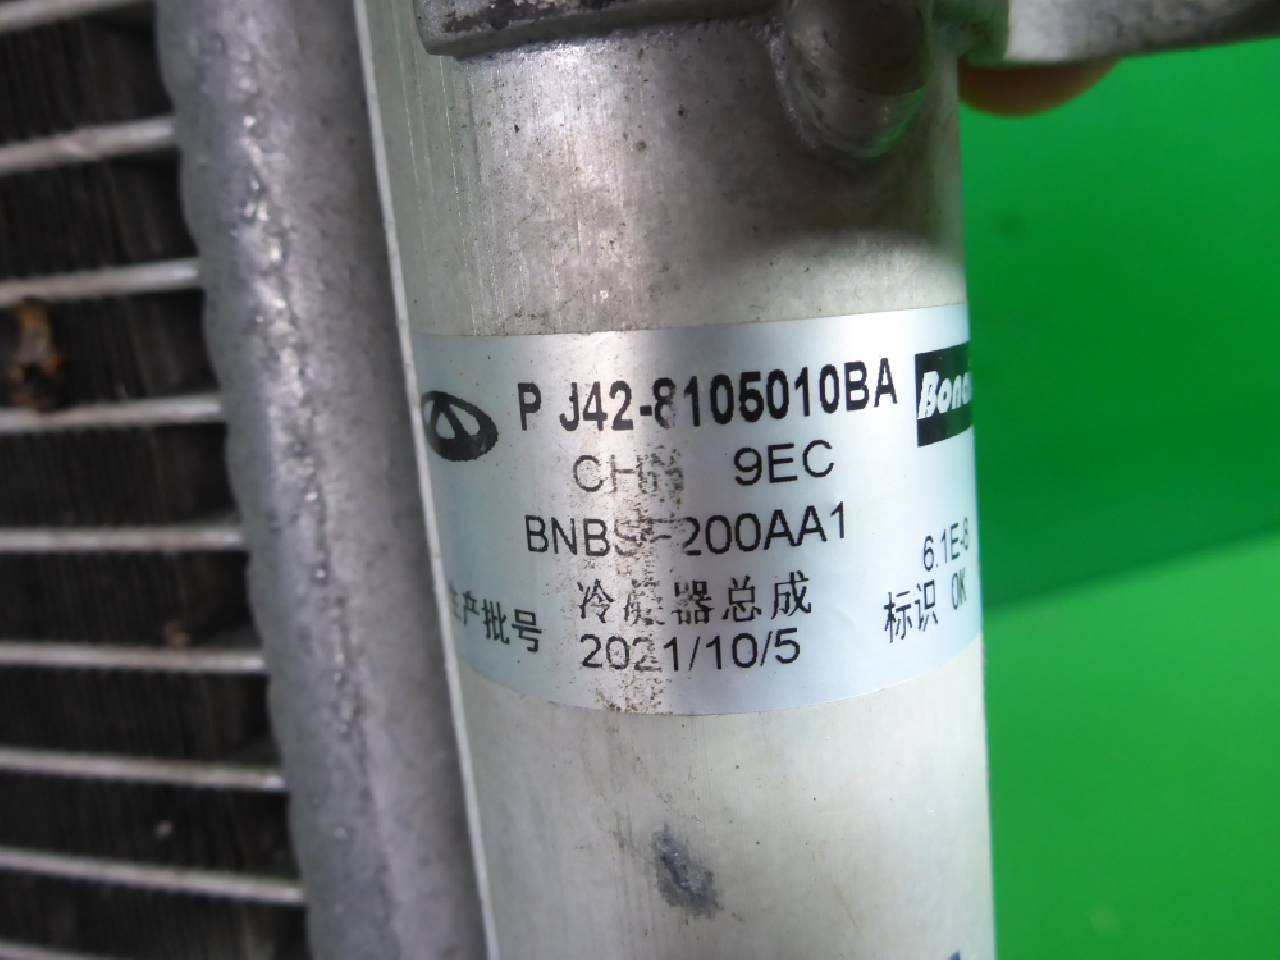 P J42-8105010BA
9EC
200AA1
6.1E-8
生产批号 冷凝器总成 标识 OK
2021/10/5